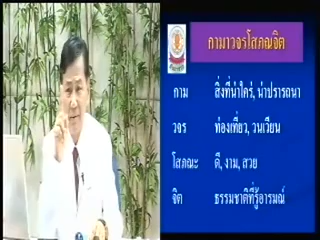 กามาวจรโสภณจิต
กาม สิ่งที่น่าใคร่, น่าปรารถนา
วจร ท่องเที่ยว, วนเวียน
โสภณะ ดี, งาม, สวย
จิต ธรรมชาติที่รู้อารมณ์